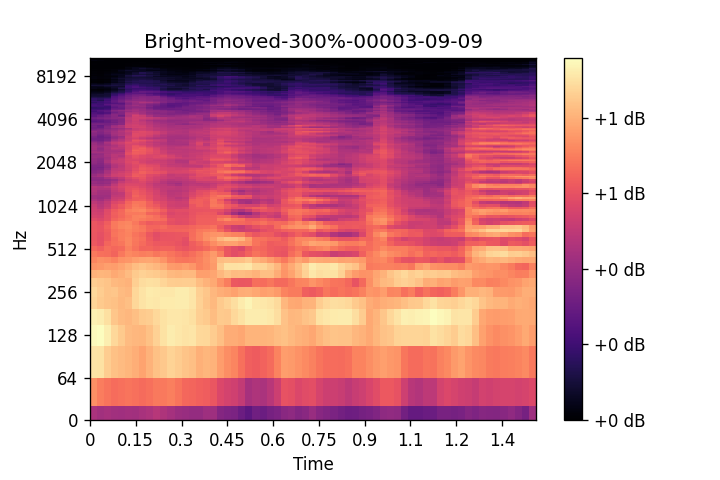 Bright-moved-300%-00003-09-09
8192
4096
2048
1024
512
256
128
64
0
Hz
0 0.15 0.3 0.45 0.6 0.75 0.9 1.1 1.2 1.4
Time
+1 dB
+1 dB
+0 dB
+0 dB
+0 dB